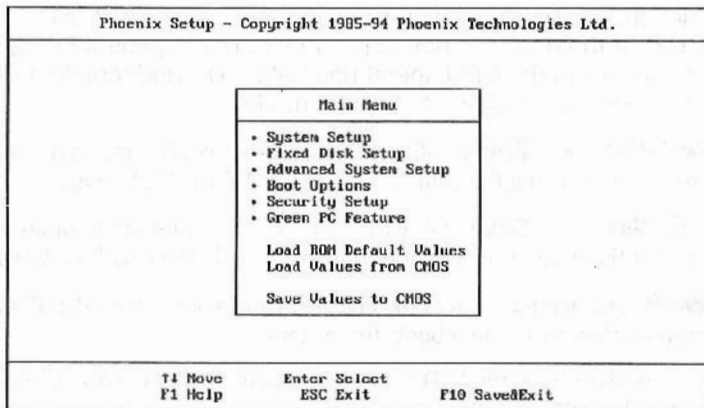 Phoenix Setup - Copyright 1985-94 Phoenix Technologies Ltd.
Main Menu
• System Setup
• Fixed Disk Setup
• Advanced System Setup
• Boot Options
• Security Setup
• Green PC Feature
Load ROM Default Values
Load Values from CMOS
Save Values to CMOS
↑↓ Move Enter Select
F1 Help ESC Exit F10 Save&Exit